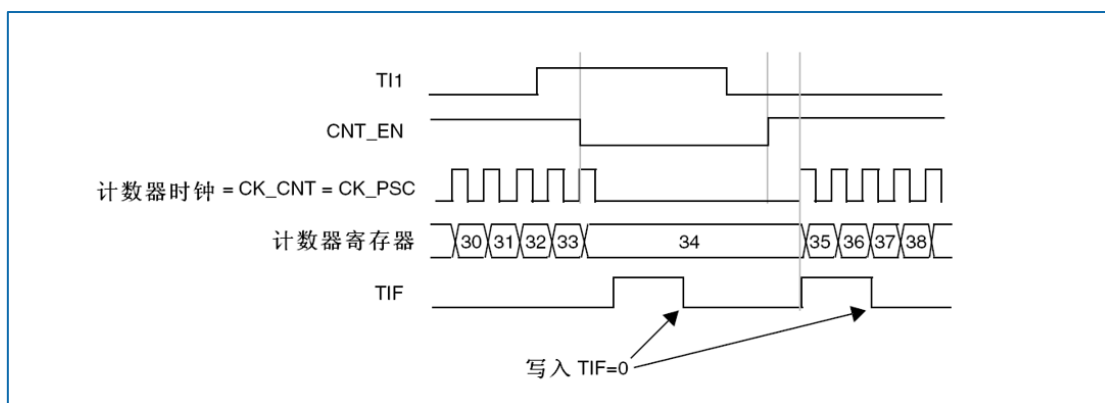 TI1
CNT_EN
计数器时钟 = CK_CNT = CK_PSC
计数器寄存器 30 31 32 33 34 35 36 37 38
TIF
写入 TIF=0